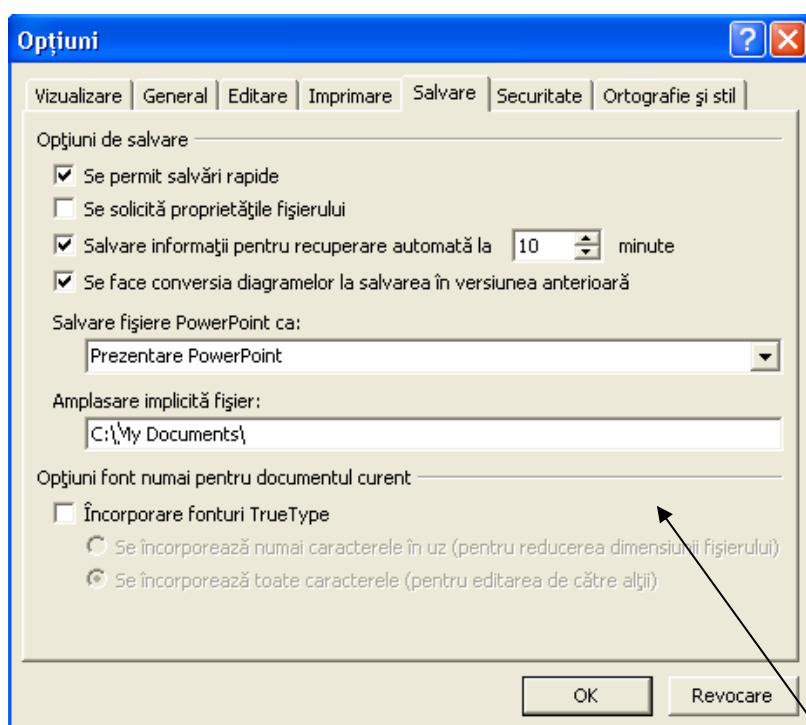 Opțiuni
Vizualizare General Editare Imprimare Salvare Securitate Ortografie şi stil
Opţiuni de salvare
Se permit salvări rapide
Se solicită proprietăţile fişierului
Salvare informaţii pentru recuperare automată la 10 minute
Se face conversia diagramelor la salvarea în versiunea anterioară
Salvare fişiere PowerPoint ca:
Prezentare PowerPoint
Amplasare implicită fişier:
C:\My Documents\
Opţiuni font numai pentru documentul curent
Încorporare fonturi TrueType
Se încorporează numai caracterele în uz (pentru reducerea dimensiunii fişierului)
Se încorporează toate caracterele (pentru editarea de către alţii)
OK Revocare